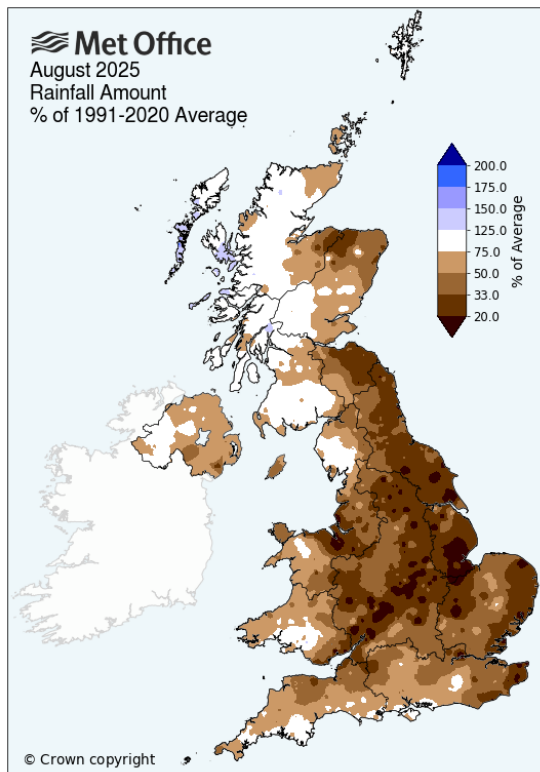 Met Office
August 2025
Rainfall Amount
% of 1991-2020 Average
200.0
175.0
150.0
125.0
75.0
50.0
33.0
20.0
% of Average
© Crown copyright